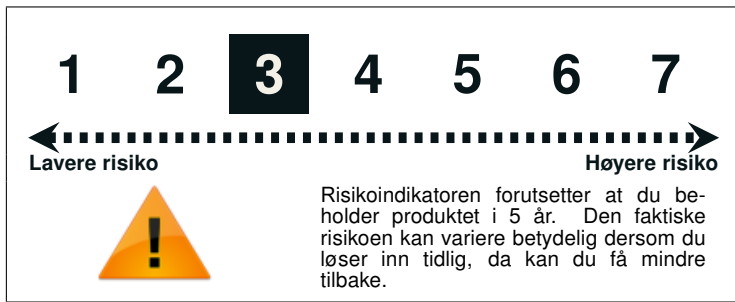 1 2 3 4 5 6 7
Lavere risiko Høyere risiko
!
Risikoindikatoren forutsetter at du be-
holder produktet i 5 år. Den faktiske
risikoen kan variere betydelig dersom du
løser inn tidlig, da kan du få mindre
tilbake.